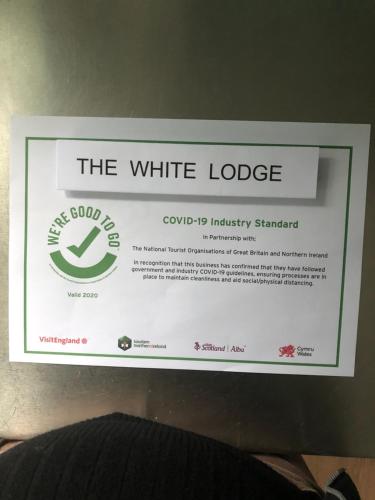 THE WHITE LODGE
WE'RE GOOD TO GO
COVID-19 Industry Standard
In Partnership with:
The National Tourist Organisations of Great Britain and Northern Ireland
In recognition that this business has confirmed that they have followed
government and industry COVID-19 guidelines, ensuring processes are in
place to maintain cleanliness and aid social/physical distancing.
Valid 2020
VisitEngland
tourism
northernireland
Scotland | Alba
Cymru
Wales